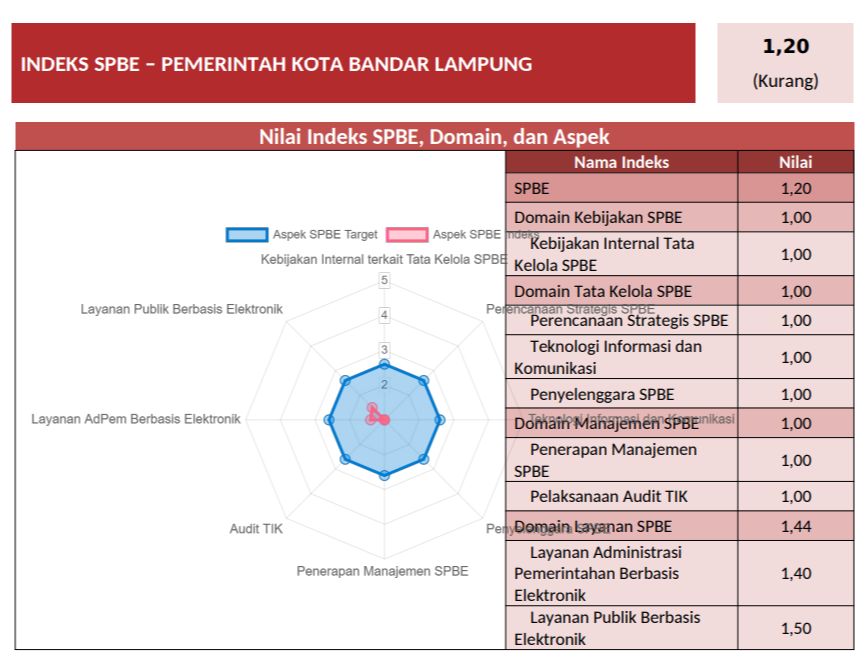 INDEKS SPBE – PEMERINTAH KOTA BANDAR LAMPUNG
1,20
(Kurang)
Nilai Indeks SPBE, Domain, dan Aspek
Aspek SPBE Target
Aspek SPBE Indeks
Kebijakan Internal terkait Tata Kelola SPBE
Layanan Publik Berbasis Elektronik
Perencanaan Strategis SPBE
5
4
3
2
Layanan AdPem Berbasis Elektronik
Teknologi Informasi dan Komunikasi
Audit TIK
Penyelenggara SPBE
Penerapan Manajemen SPBE
Nama Indeks Nilai
SPBE 1,20
Domain Kebijakan SPBE 1,00
Kebijakan Internal Tata
Kelola SPBE 1,00
Domain Tata Kelola SPBE 1,00
Perencanaan Strategis SPBE 1,00
Teknologi Informasi dan
Komunikasi 1,00
Penyelenggara SPBE 1,00
Domain Manajemen SPBE 1,00
Penerapan Manajemen
SPBE 1,00
Pelaksanaan Audit TIK 1,00
Domain Layanan SPBE 1,44
Layanan Administrasi
Pemerintahan Berbasis 1,40
Elektronik
Layanan Publik Berbasis
Elektronik 1,50